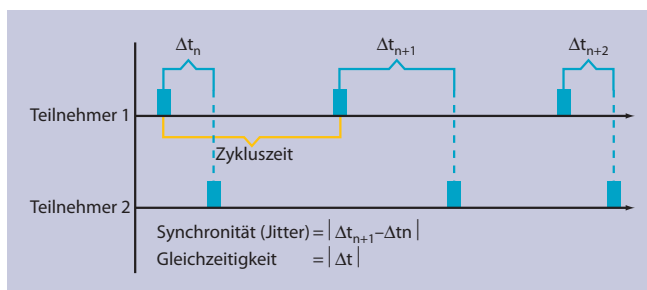 Δtₙ Δtₙ₊₁ Δtₙ₊₂
Teilnehmer 1
Zykluszeit
Teilnehmer 2
Synchronität (Jitter) = | Δtₙ₊₁–Δtn |
Gleichzeitigkeit = | Δt |